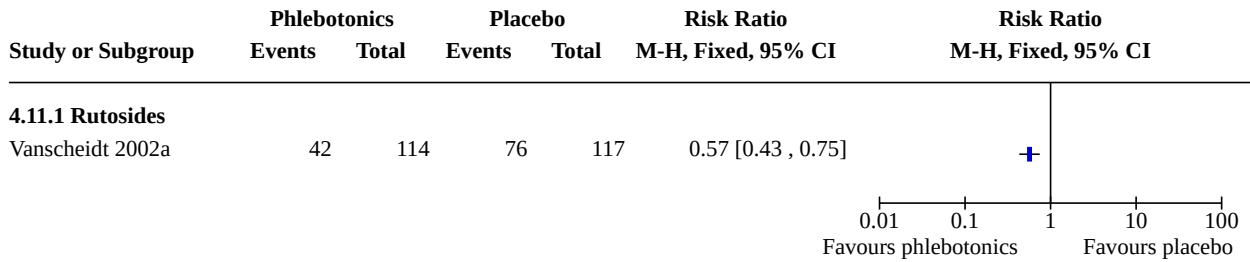 Phlebotonics Placebo Risk Ratio Risk Ratio
Study or Subgroup Events Total Events Total M-H, Fixed, 95% CI M-H, Fixed, 95% CI
4.11.1 Rutosides
Vanscheidt 2002a 42 114 76 117 0.57 [0.43 , 0.75]
0.01 0.1 1 10 100
Favours phlebotonics Favours placebo